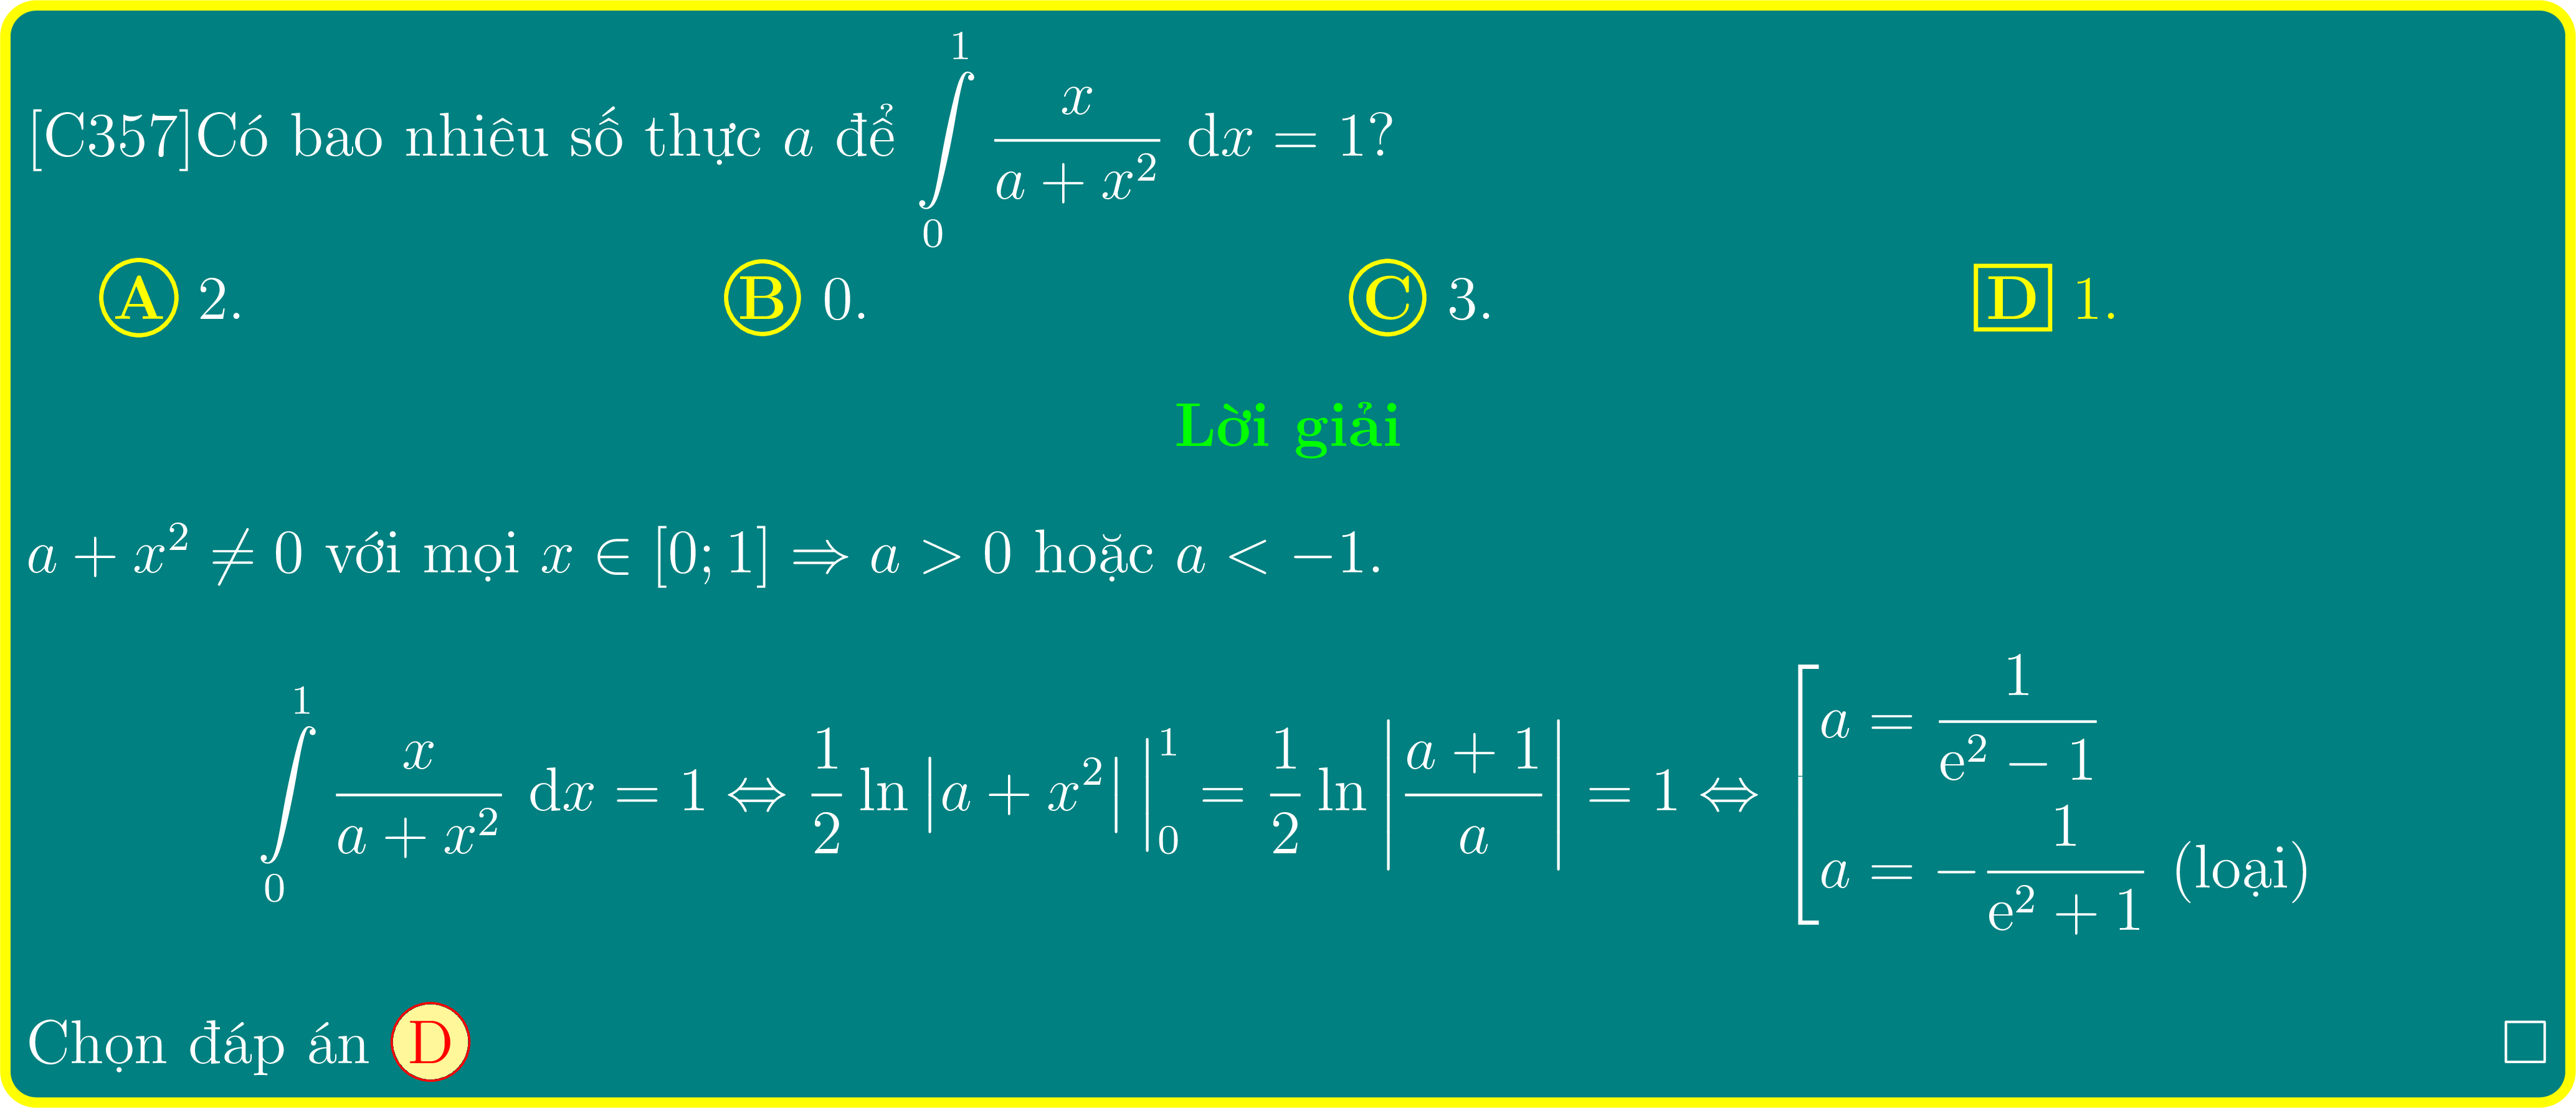 [C357]Có bao nhiêu số thực $a$ để $\int\limits_0^1 \frac{x}{a+x^2}\,\mathrm{d}x = 1$?
Ⓐ 2. Ⓑ 0. Ⓒ 3. D 1.
Lời giải
$a + x^2 \neq 0$ với mọi $x \in [0; 1] \Rightarrow a > 0$ hoặc $a < -1$.
$\int\limits_0^1 \frac{x}{a+x^2}\,\mathrm{d}x = 1 \Leftrightarrow \frac{1}{2}\ln\left|a+x^2\right|\Big|_0^1 = \frac{1}{2}\ln\left|\frac{a+1}{a}\right| = 1 \Leftrightarrow \left[\begin{array}{l} a = \frac{1}{\mathrm{e}^2-1} \\ a = -\frac{1}{\mathrm{e}^2+1} \text{ (loại)} \end{array}\right.$
Chọn đáp án Ⓓ □